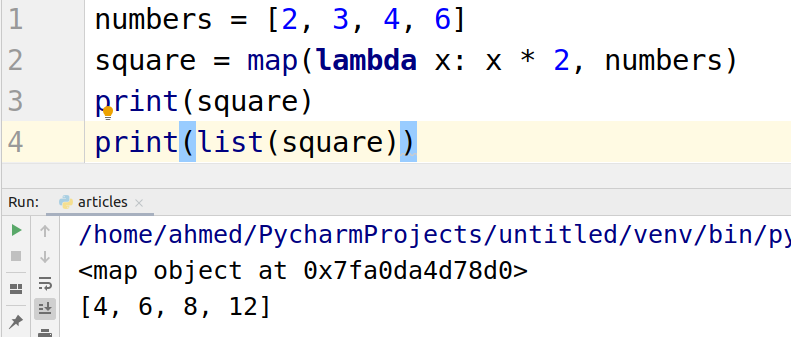 1 numbers = [2, 3, 4, 6]
2 square = map(lambda x: x * 2, numbers)
3 print(square)
4 print(list(square))
Run: articles ×
/home/ahmed/PycharmProjects/untitled/venv/bin/py
<map object at 0x7fa0da4d78d0>
[4, 6, 8, 12]